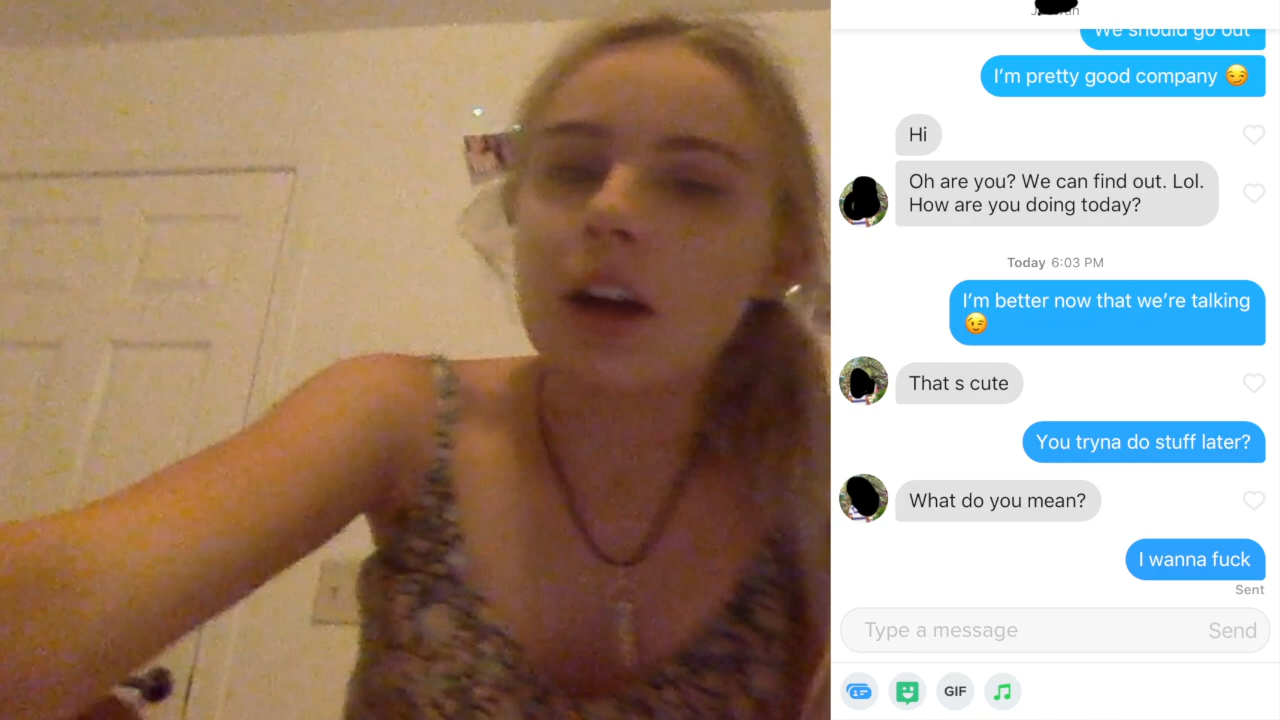 We should go out
I'm pretty good company 😏
Hi
Oh are you? We can find out. Lol.
How are you doing today?
Today 6:03 PM
I'm better now that we're talking
😉
That s cute
You tryna do stuff later?
What do you mean?
I wanna fuck
Sent
Type a message
Send
GIF